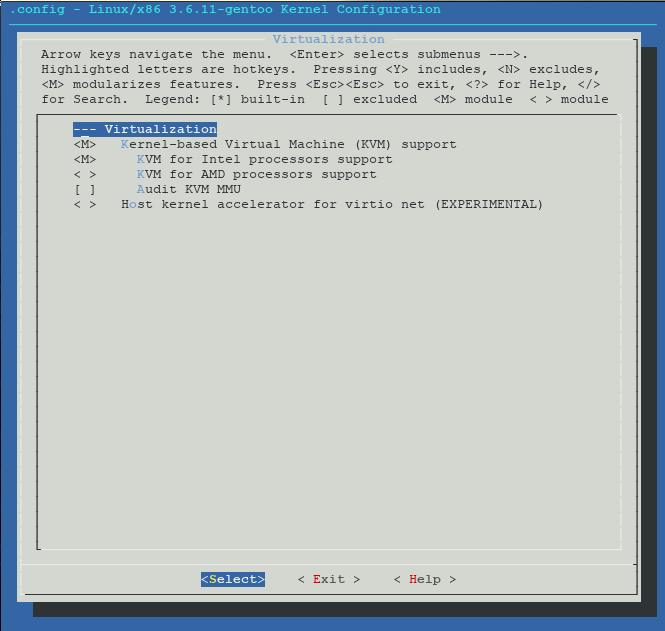 .config - Linux/x86 3.6.11-gentoo Kernel Configuration
Virtualization
Arrow keys navigate the menu.  <Enter> selects submenus --->.
Highlighted letters are hotkeys.  Pressing <Y> includes, <N> excludes,
<M> modularizes features.  Press <Esc><Esc> to exit, <?> for Help, </>
for Search.  Legend: [*] built-in  [ ] excluded  <M> module  < > module
--- Virtualization
<M>   Kernel-based Virtual Machine (KVM) support
<M>     KVM for Intel processors support
< >     KVM for AMD processors support
[ ]     Audit KVM MMU
< >   Host kernel accelerator for virtio net (EXPERIMENTAL)
<Select>    < Exit >    < Help >